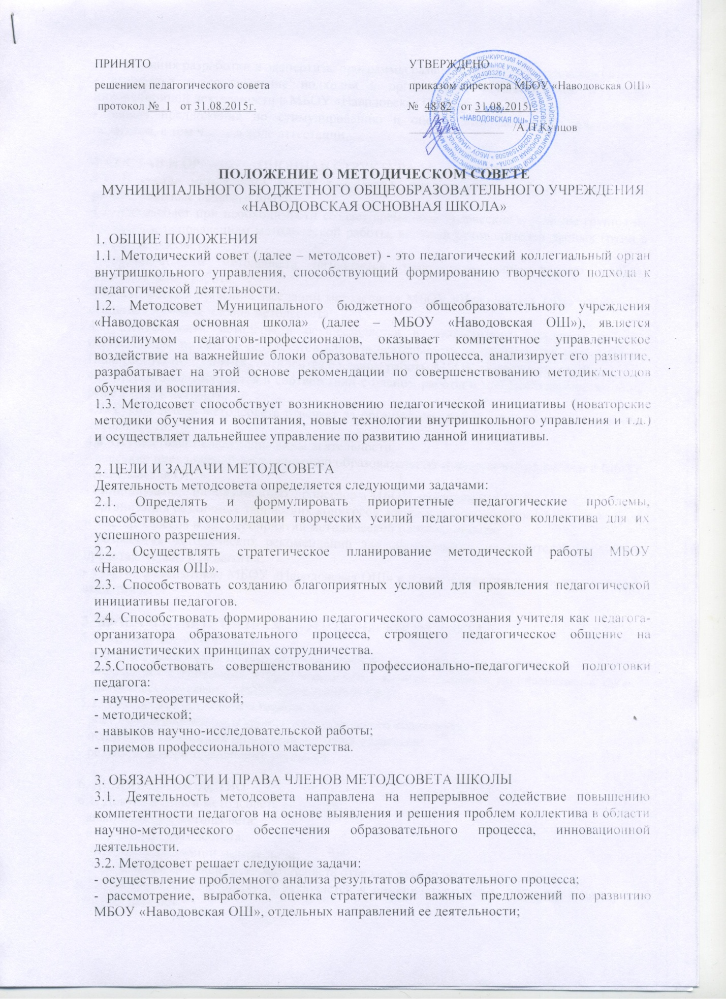 ПРИНЯТО
решением педагогического совета
протокол № 1 от 31.08.2015г.
УТВЕРЖДЕНО
приказом директора МБОУ «Наводовская ОШ»
№ 48/82 от 31.08.2015г.
/А.П.Купцов
МБОУ
«НАВОДОВСКАЯ ОШ»
ПОЛОЖЕНИЕ О МЕТОДИЧЕСКОМ СОВЕТЕ
МУНИЦИПАЛЬНОГО БЮДЖЕТНОГО ОБЩЕОБРАЗОВАТЕЛЬНОГО УЧРЕЖДЕНИЯ
«НАВОДОВСКАЯ ОСНОВНАЯ ШКОЛА»
1. ОБЩИЕ ПОЛОЖЕНИЯ
1.1. Методический совет (далее – методсовет) - это педагогический коллегиальный орган
внутришкольного управления, способствующий формированию творческого подхода к
педагогической деятельности.
1.2. Методсовет Муниципального бюджетного общеобразовательного учреждения
«Наводовская основная школа» (далее – МБОУ «Наводовская ОШ»), является
консилиумом педагогов-профессионалов, оказывает компетентное управленческое
воздействие на важнейшие блоки образовательного процесса, анализирует его развитие,
разрабатывает на этой основе рекомендации по совершенствованию методик/методов
обучения и воспитания.
1.3. Методсовет способствует возникновению педагогической инициативы (новаторские
методики обучения и воспитания, новые технологии внутришкольного управления и т.д.)
и осуществляет дальнейшее управление по развитию данной инициативы.
2. ЦЕЛИ И ЗАДАЧИ МЕТОДСОВЕТА
Деятельность методсовета определяется следующими задачами:
2.1. Определять и формулировать приоритетные педагогические проблемы,
способствовать консолидации творческих усилий педагогического коллектива для их
успешного разрешения.
2.2. Осуществлять стратегическое планирование методической работы МБОУ
«Наводовская ОШ».
2.3. Способствовать созданию благоприятных условий для проявления педагогической
инициативы педагогов.
2.4. Способствовать формированию педагогического самосознания учителя как педагога-
организатора образовательного процесса, строящего педагогическое общение на
гуманистических принципах сотрудничества.
2.5.Способствовать совершенствованию профессионально-педагогической подготовки
педагога:
- научно-теоретической;
- методической;
- навыков научно-исследовательской работы;
- приемов профессионального мастерства.
3. ОБЯЗАННОСТИ И ПРАВА ЧЛЕНОВ МЕТОДСОВЕТА ШКОЛЫ
3.1. Деятельность методсовета направлена на непрерывное содействие повышению
компетентности педагогов на основе выявления и решения проблем коллектива в области
научно-методического обеспечения образовательного процесса, инновационной
деятельности.
3.2. Методсовет решает следующие задачи:
- осуществление проблемного анализа результатов образовательного процесса;
- рассмотрение, выработка, оценка стратегически важных предложений по развитию
МБОУ «Наводовская ОШ», отдельных направлений ее деятельности;